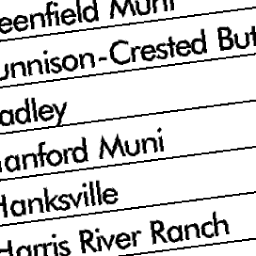 eenfield Muni
unnison-Crested But
adley
anford Muni
Hanksville
Harris River Ranch